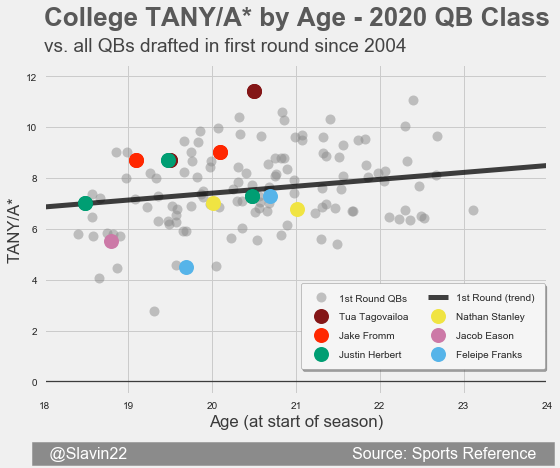 College TANY/A* by Age - 2020 QB Class
vs. all QBs drafted in first round since 2004
12
10
8
6
4
2
0
TANY/A*
18 19 20 21 22 23 24
Age (at start of season)
1st Round QBs
Tua Tagovailoa
Jake Fromm
Justin Herbert
1st Round (trend)
Nathan Stanley
Jacob Eason
Feleipe Franks
@Slavin22 Source: Sports Reference